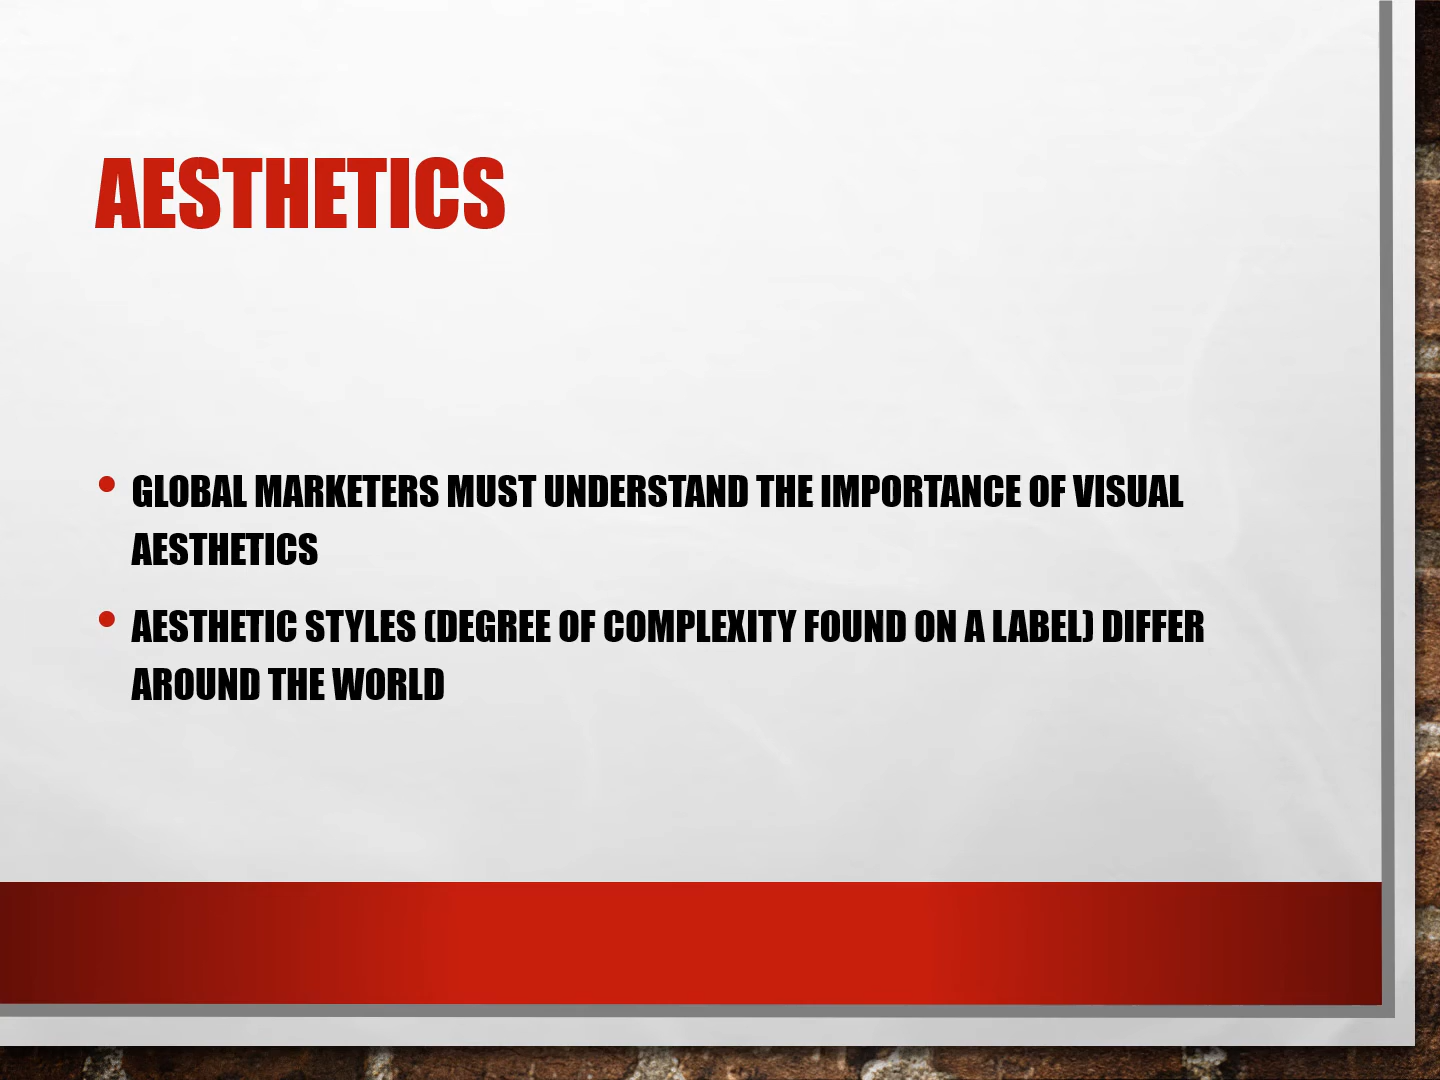 AESTHETICS
• GLOBAL MARKETERS MUST UNDERSTAND THE IMPORTANCE OF VISUAL
AESTHETICS
• AESTHETIC STYLES (DEGREE OF COMPLEXITY FOUND ON A LABEL) DIFFER
AROUND THE WORLD